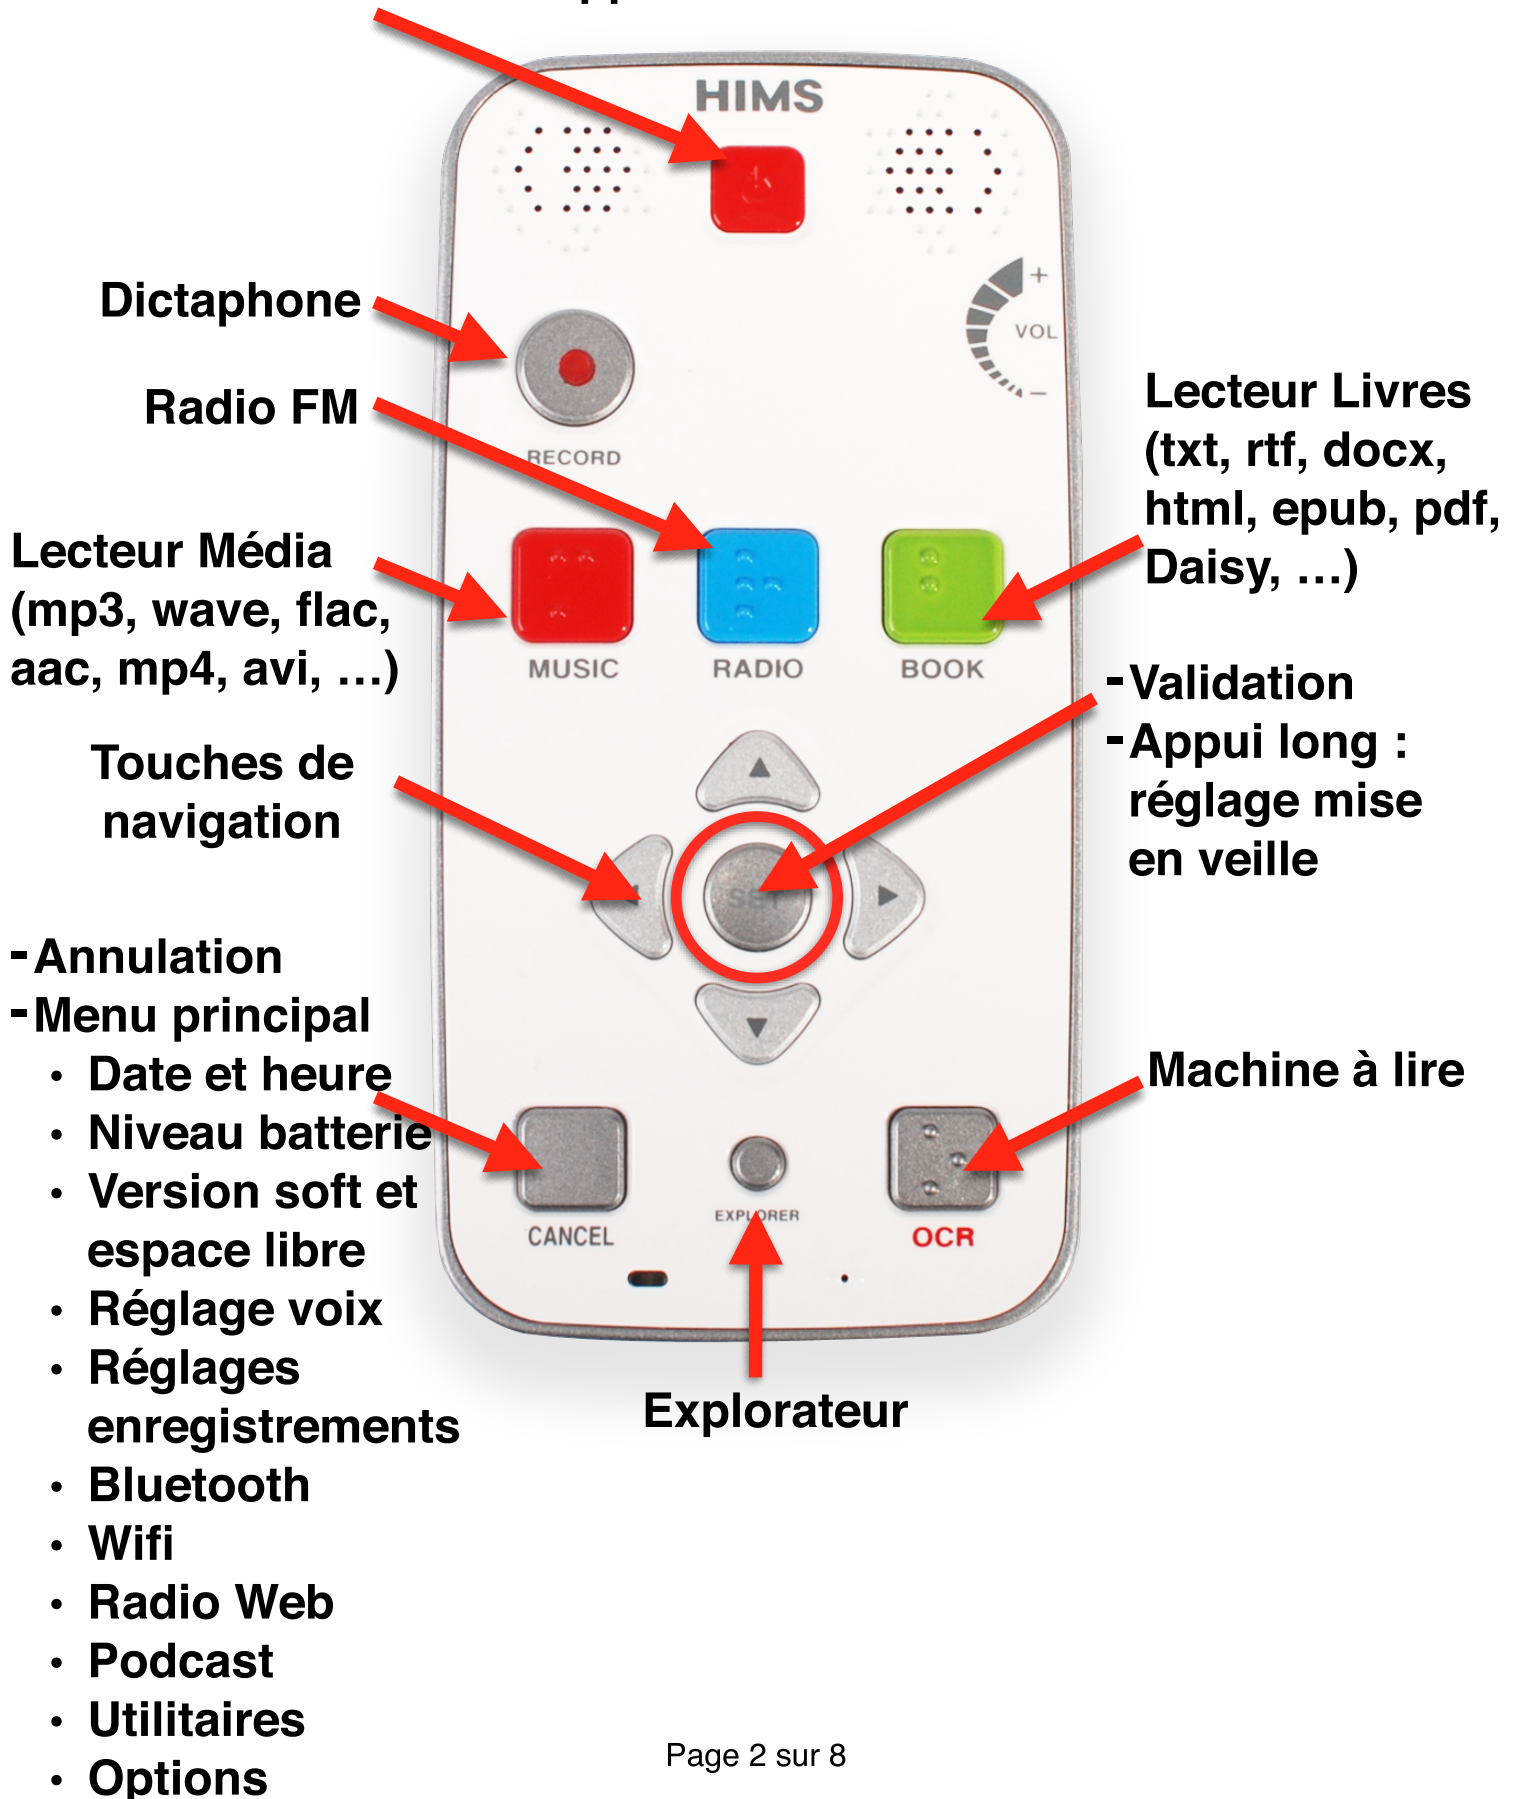 HIMS
+
VOL
−
Dictaphone
Radio FM
RECORD
Lecteur Livres
(txt, rtf, docx,
html, epub, pdf,
Daisy, …)
Lecteur Média
(mp3, wave, flac,
aac, mp4, avi, …)
MUSIC
RADIO
BOOK
-Validation
-Appui long :
réglage mise
en veille
Touches de
navigation
SET
-Annulation
-Menu principal
• Date et heure
• Niveau batterie
• Version soft et
espace libre
• Réglage voix
• Réglages
enregistrements
• Bluetooth
• Wifi
• Radio Web
• Podcast
• Utilitaires
• Options
Machine à lire
CANCEL
EXPLORER
OCR
Explorateur
Page 2 sur 8